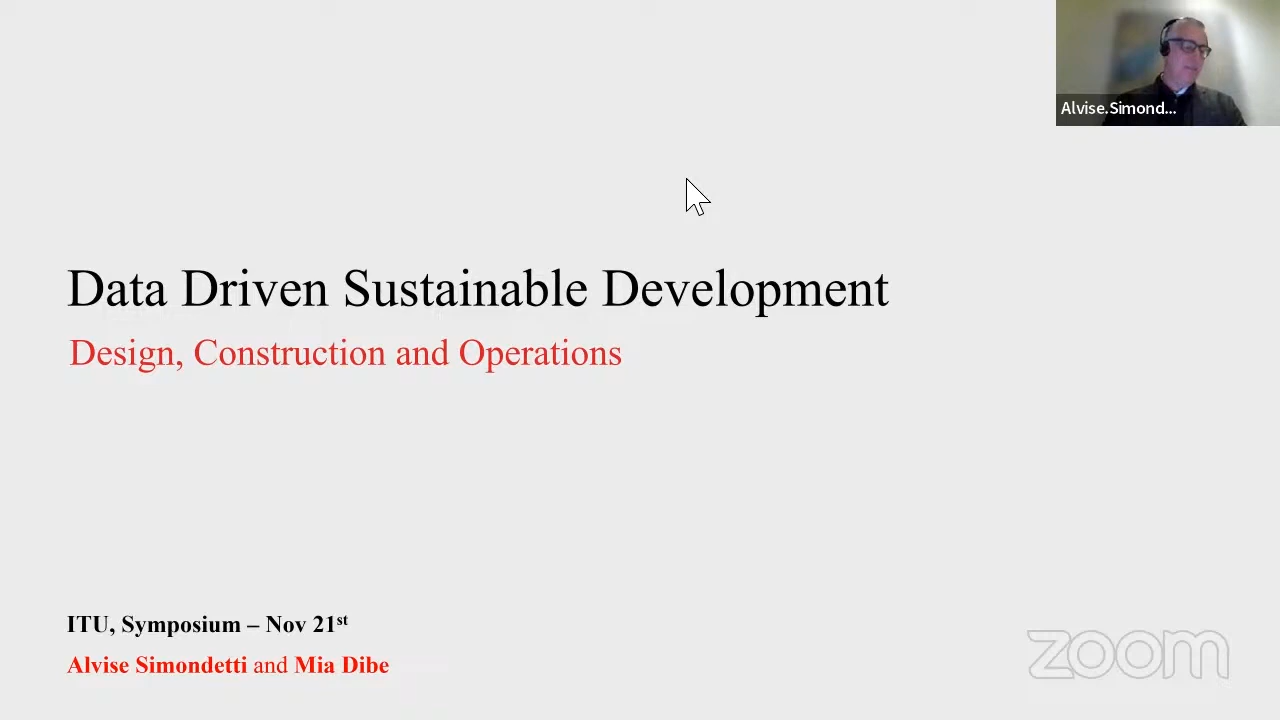 Alvise.Simond...
Data Driven Sustainable Development
Design, Construction and Operations
ITU, Symposium – Nov 21st
Alvise Simondetti and Mia Dibe
zoom